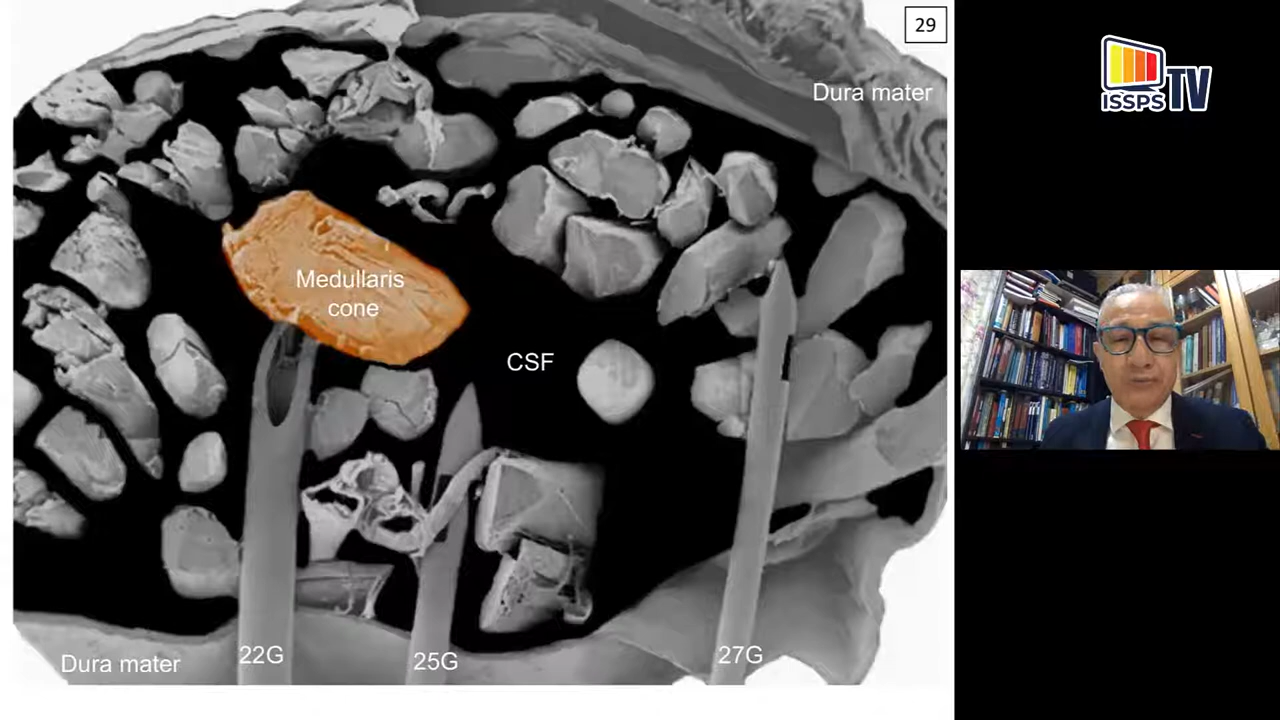 29
Dura mater
ISSPS TV
Medullaris
cone
CSF
Dura mater
22G
25G
27G